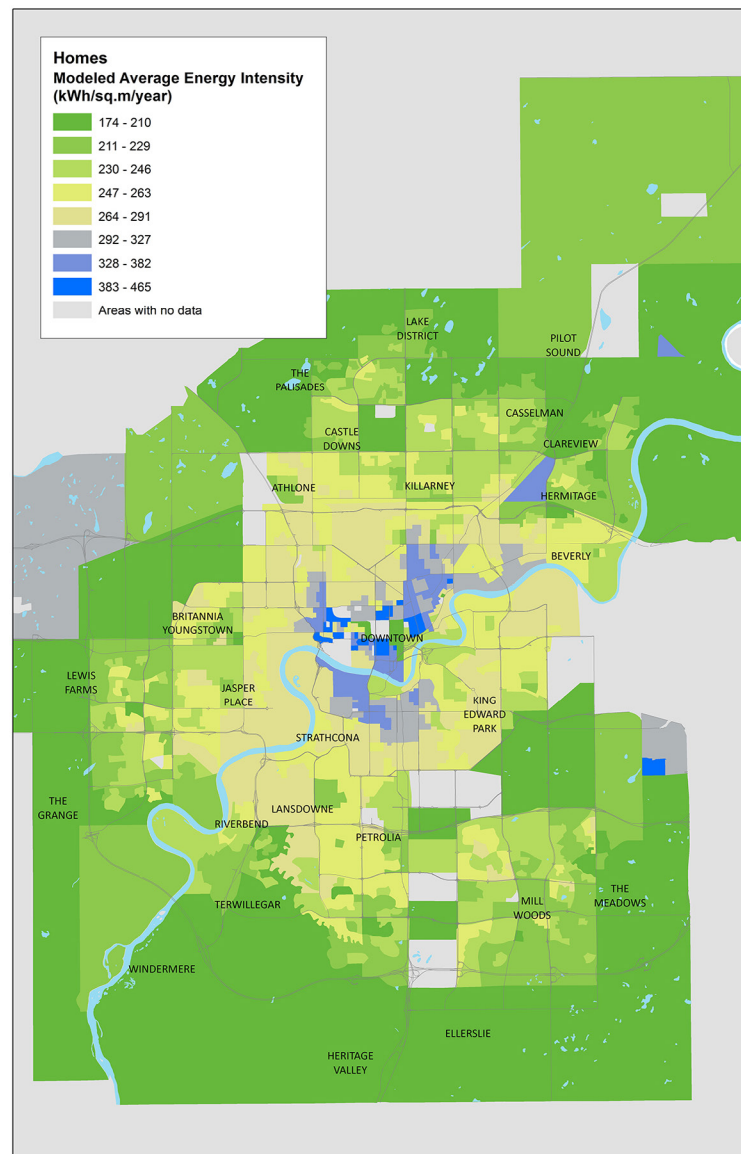 Homes
Modeled Average Energy Intensity
(kWh/sq.m/year)
174 - 210
211 - 229
230 - 246
247 - 263
264 - 291
292 - 327
328 - 382
383 - 465
Areas with no data
LAKE
DISTRICT
PILOT
SOUND
THE
PALISADES
CASSELMAN
CASTLE
DOWNS
CLAREVIEW
ATHLONE
KILLARNEY
HERMITAGE
BEVERLY
BRITANNIA
YOUNGSTOWN
DOWNTOWN
LEWIS
FARMS
JASPER
PLACE
KING
EDWARD
PARK
STRATHCONA
THE
GRANGE
LANSDOWNE
RIVERBEND
PETROLIA
TERWILLEGAR
MILL
WOODS
THE
MEADOWS
WINDERMERE
ELLERSLIE
HERITAGE
VALLEY